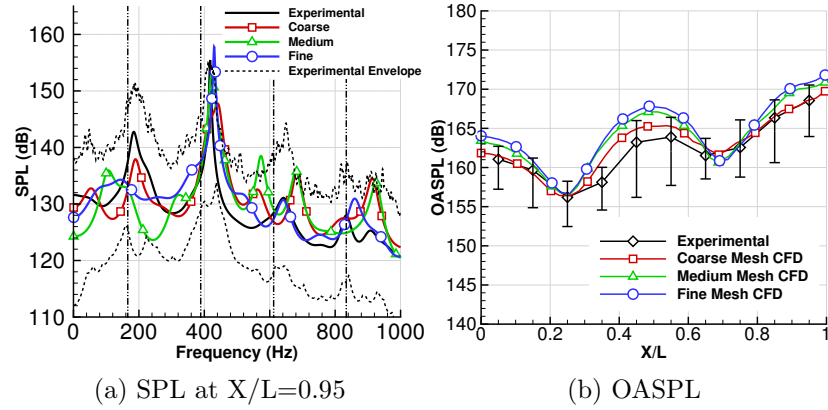 SPL (dB)
160
150
140
130
120
110
0
200
400
600
800
1000
Frequency (Hz)
Experimental
Coarse
Medium
Fine
Experimental Envelope
(a) SPL at X/L=0.95
OASPL (dB)
180
175
170
165
160
155
150
145
140
0
0.2
0.4
0.6
0.8
1
X/L
Experimental
Coarse Mesh CFD
Medium Mesh CFD
Fine Mesh CFD
(b) OASPL